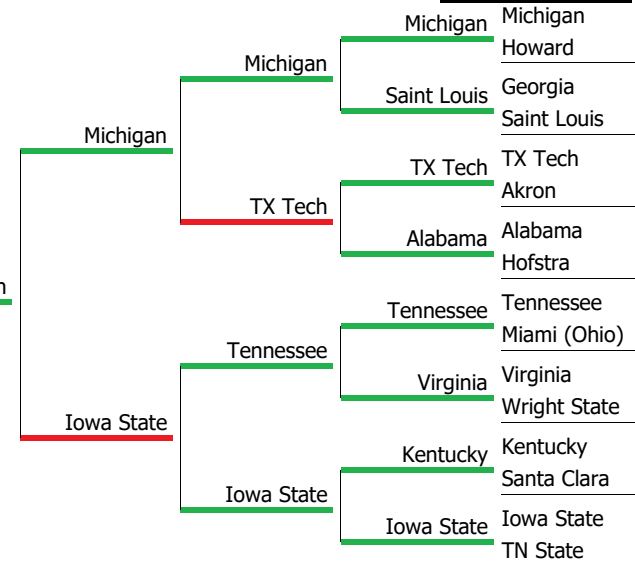 Michigan
Michigan
Howard
Michigan
Saint Louis
Georgia
Saint Louis
Michigan
TX Tech
TX Tech
TX Tech
Akron
Alabama
Alabama
Hofstra
n
Tennessee
Tennessee
Miami (Ohio)
Tennessee
Virginia
Virginia
Wright State
Iowa State
Kentucky
Kentucky
Santa Clara
Iowa State
Iowa State
Iowa State
TN State